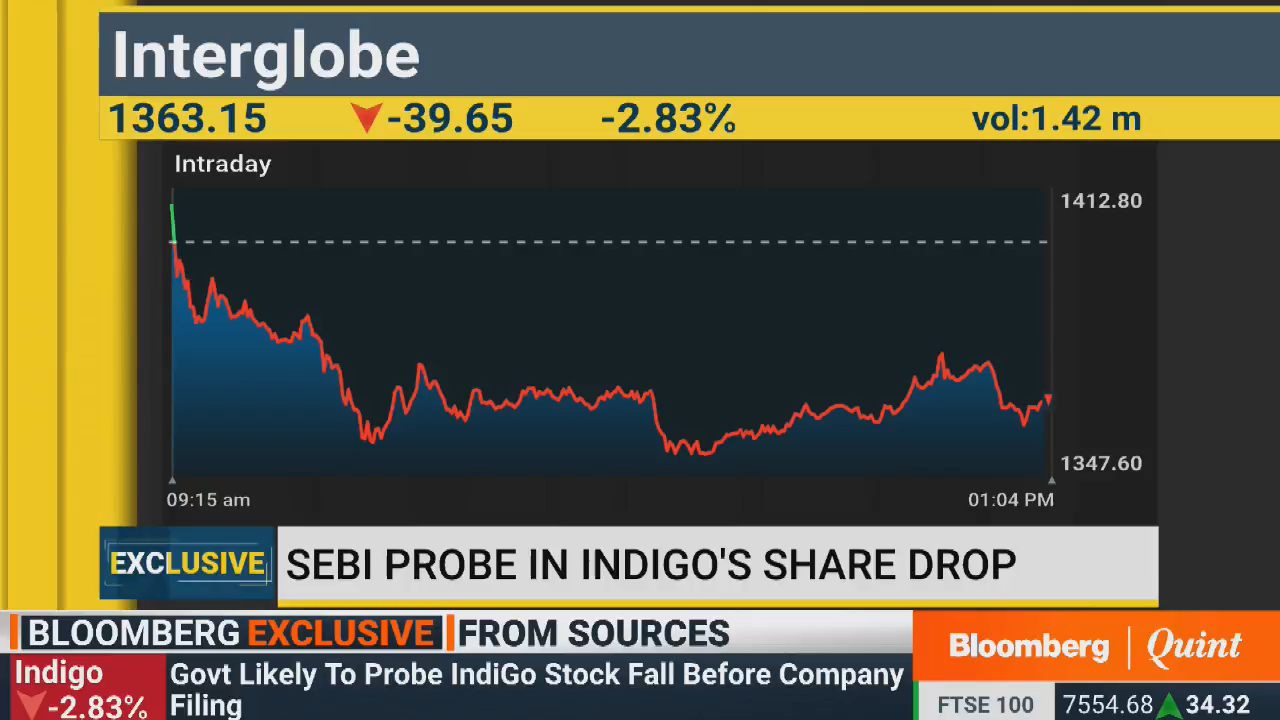 Interglobe
1363.15 -39.65 -2.83% vol:1.42 m
Intraday
1412.80
1347.60
09:15 am 01:04 PM
EXCLUSIVE SEBI PROBE IN INDIGO'S SHARE DROP
BLOOMBERG EXCLUSIVE FROM SOURCES
Bloomberg | Quint
Indigo
-2.83%
Govt Likely To Probe IndiGo Stock Fall Before Company
Filing
FTSE 100 7554.68 34.32